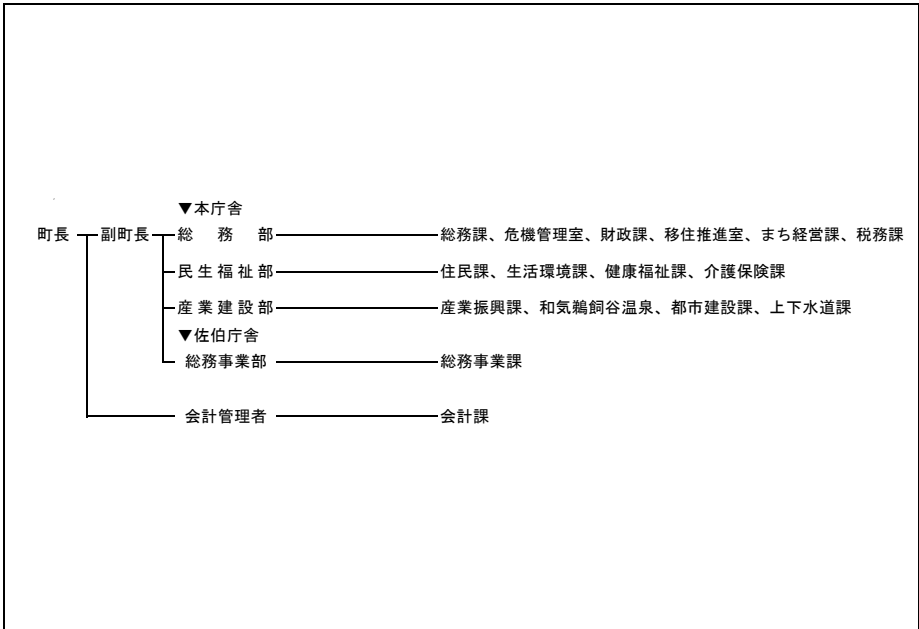 ▼本庁舎
町長 副町長 総務部 総務課、危機管理室、財政課、移住推進室、まち経営課、税務課
民生福祉部 住民課、生活環境課、健康福祉課、介護保険課
産業建設部 産業振興課、和気鵜飼谷温泉、都市建設課、上下水道課
▼佐伯庁舎
総務事業部 総務事業課
会計管理者 会計課